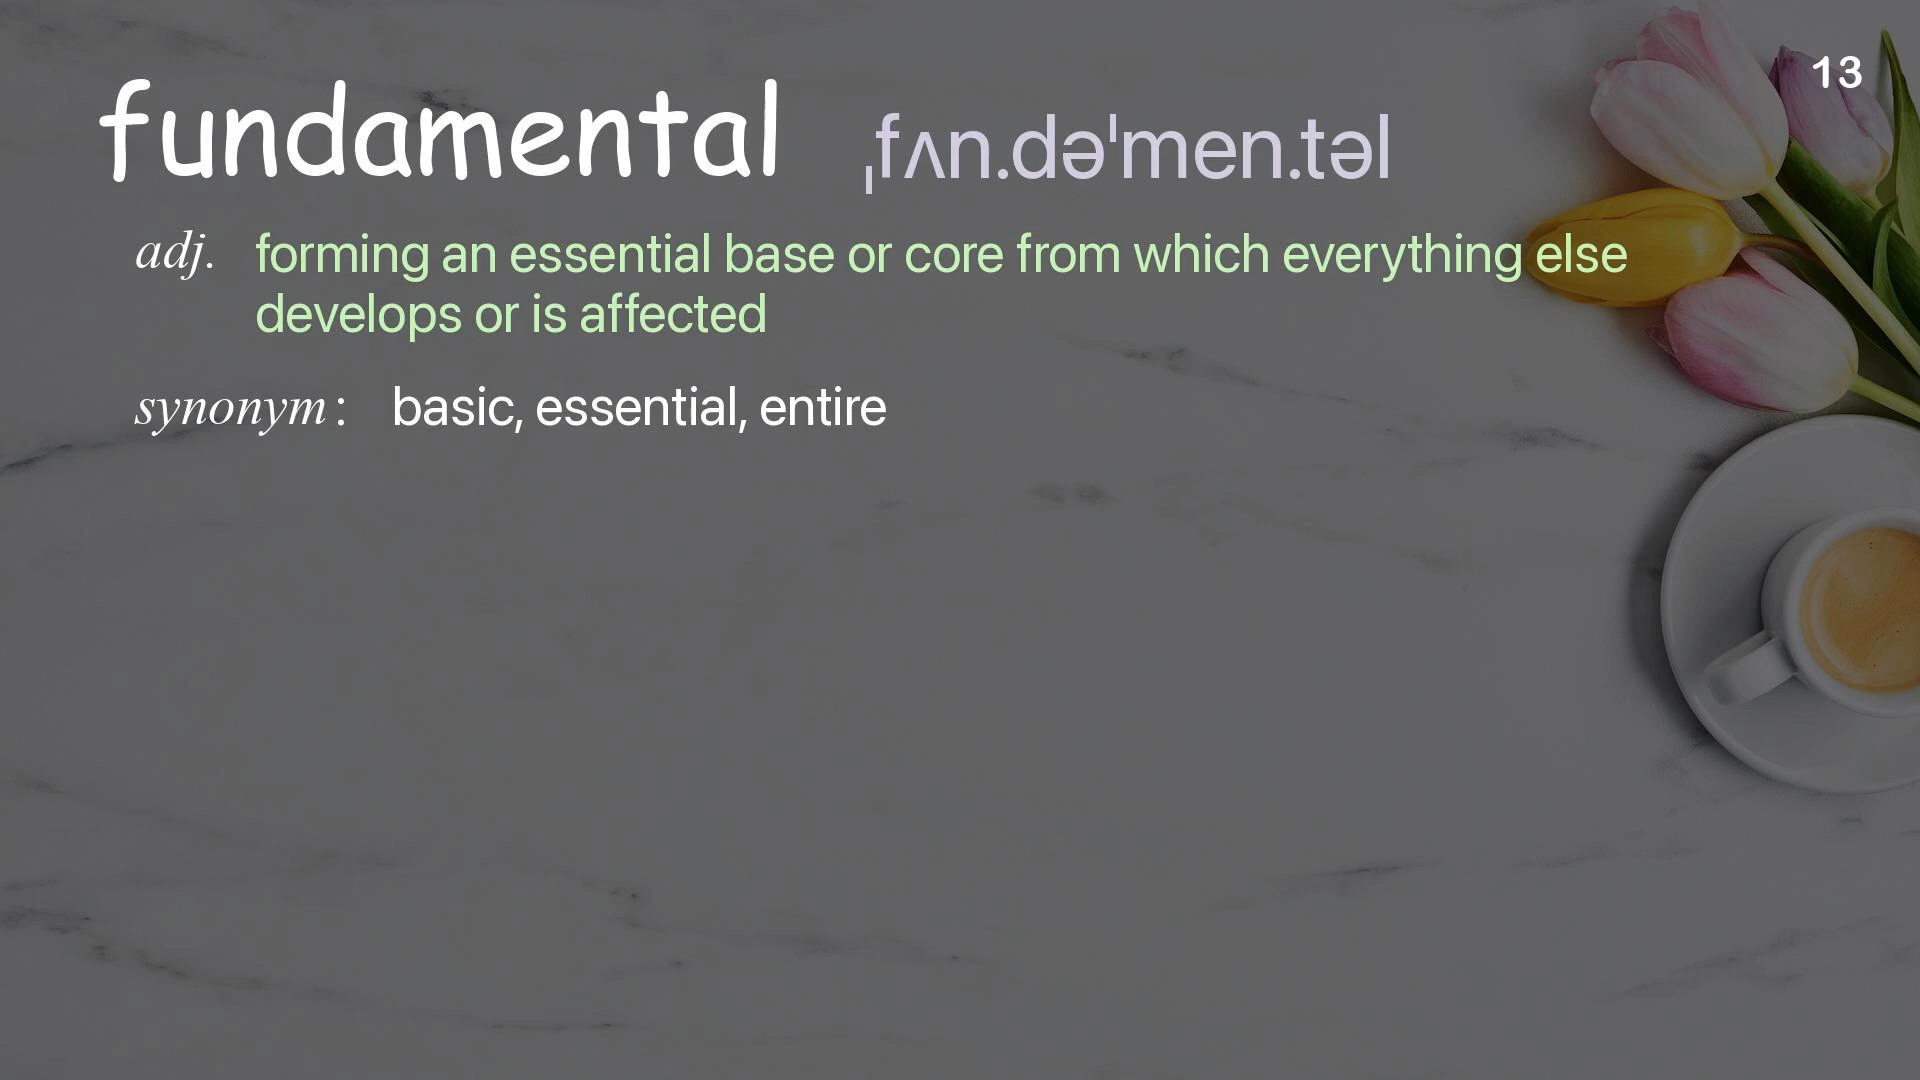 13
fundamental ˌfʌn.dəˈmen.təl
adj. forming an essential base or core from which everything else
develops or is affected
synonym: basic, essential, entire